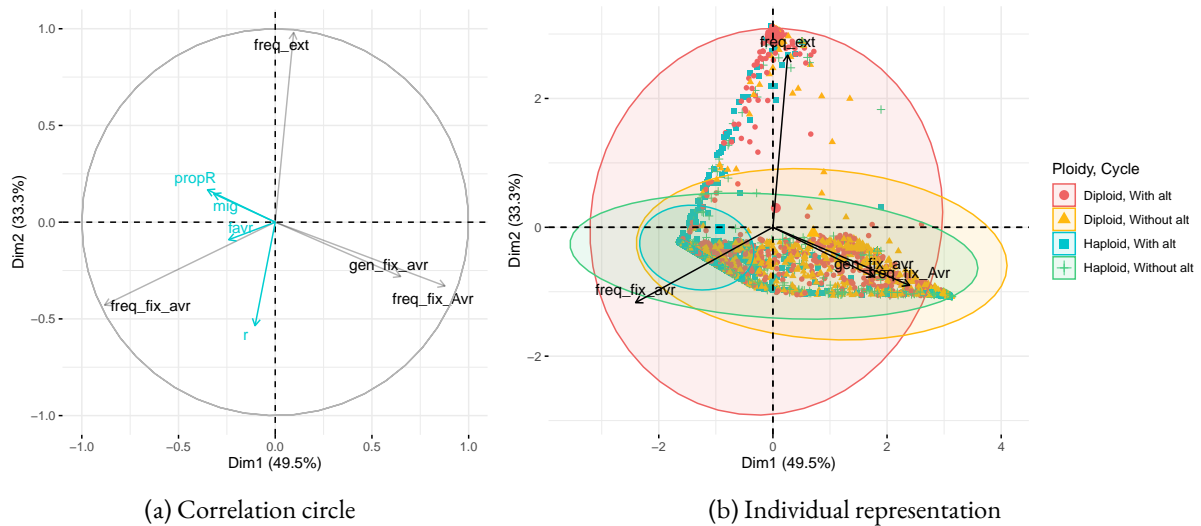 1.0
0.5
0.0
−0.5
−1.0
Dim2 (33.3%)
freq_ext
propR
mig
favr
gen_fix_avr
freq_fix_Avr
freq_fix_avr
r
−1.0
−0.5
0.0
0.5
1.0
Dim1 (49.5%)
(a) Correlation circle
2
0
−2
Dim2 (33.3%)
freq_ext
gen_fix_avr
freq_fix_Avr
freq_fix_avr
−2
0
2
4
Dim1 (49.5%)
(b) Individual representation
Ploidy, Cycle
Diploid, With alt
Diploid, Without alt
Haploid, With alt
Haploid, Without alt